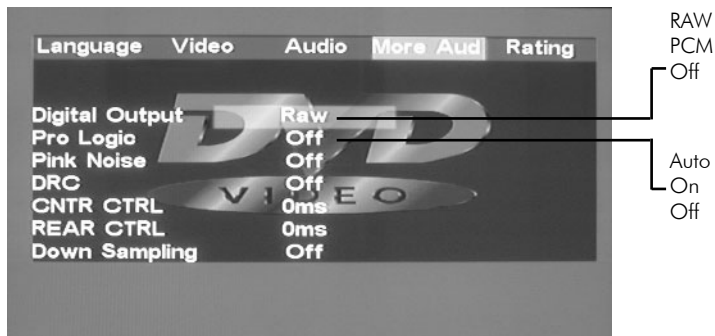 Language Video Audio More Aud Rating
Digital Output Raw
Pro Logic Off
Pink Noise Off
DRC Off
CNTR CTRL 0ms
REAR CTRL 0ms
Down Sampling Off
DVD
VIDEO
RAW
PCM
Off
Auto
On
Off